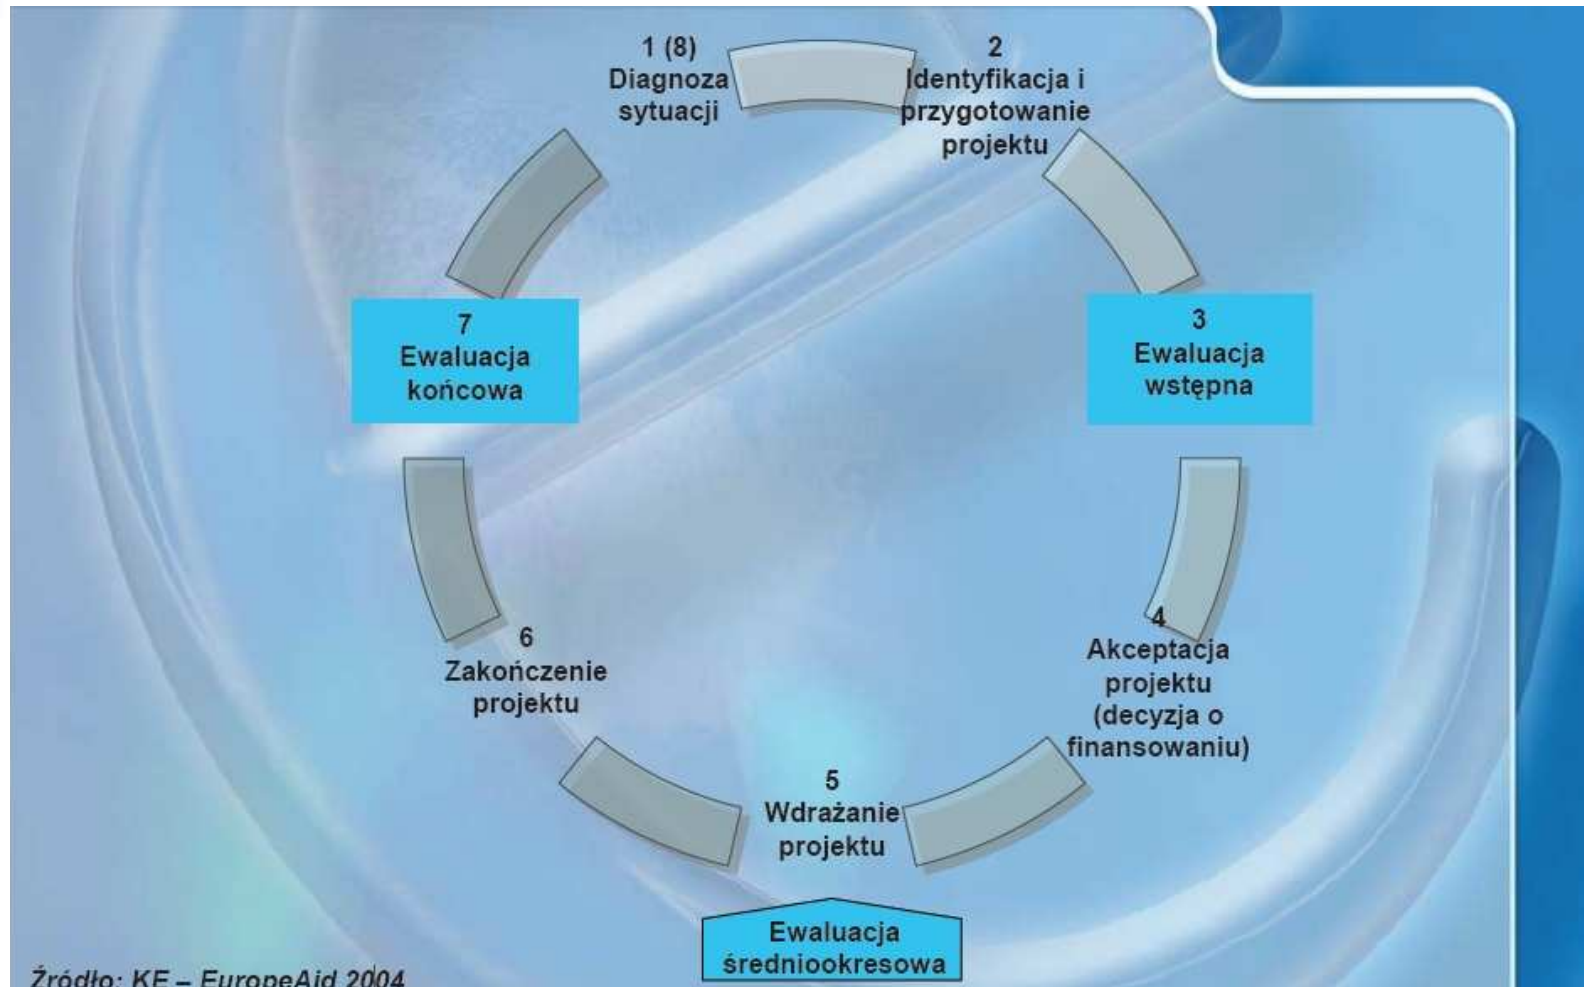 1 (8)
Diagnoza
sytuacji
2
Identyfikacja i
przygotowanie
projektu
3
Ewaluacja
wstępna
4
Akceptacja
projektu
(decyzja o
finansowaniu)
5
Wdrażanie
projektu
Ewaluacja
średniookresowa
6
Zakończenie
projektu
7
Ewaluacja
końcowa
Źródło: KE – EuropeAid 2004